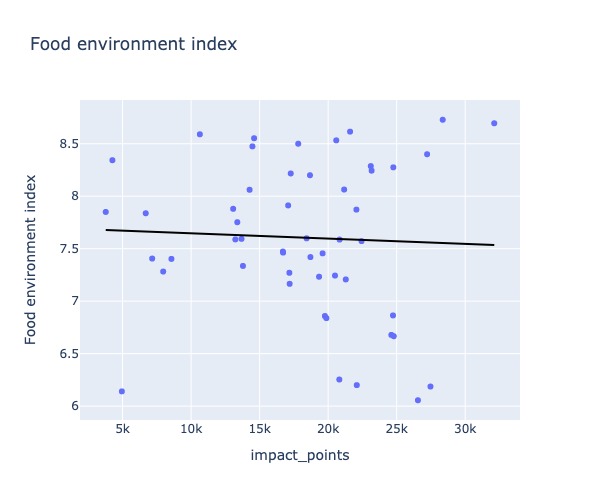 Food environment index
Food environment index
8.5
8
7.5
7
6.5
6
5k 10k 15k 20k 25k 30k
impact_points